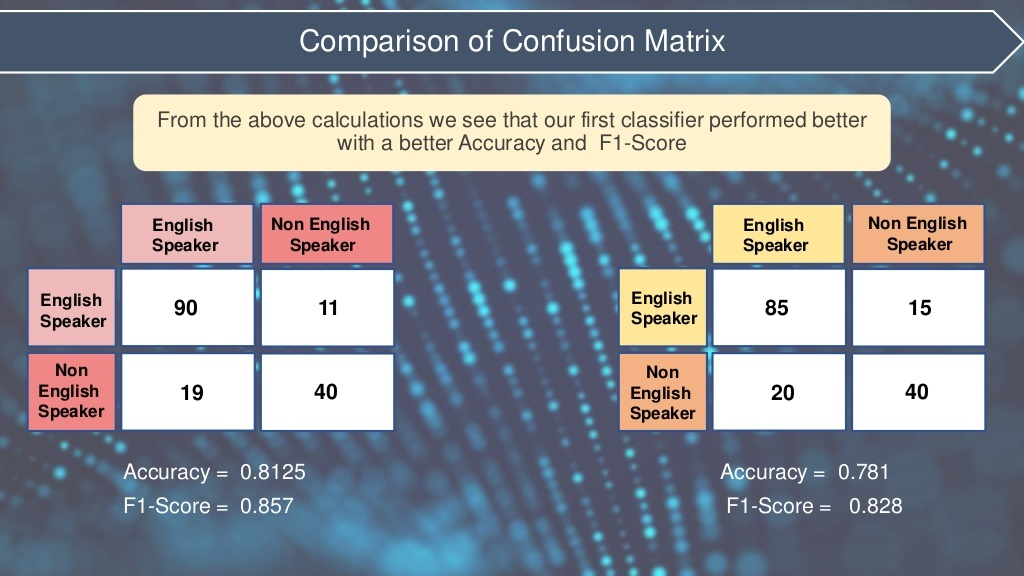 Comparison of Confusion Matrix
From the above calculations we see that our first classifier performed better
with a better Accuracy and F1-Score
English
Speaker
Non English
Speaker
English
Speaker
90
11
Non
English
Speaker
19
40
Accuracy = 0.8125
F1-Score = 0.857
English
Speaker
Non English
Speaker
English
Speaker
85
15
Non
English
Speaker
20
40
Accuracy = 0.781
F1-Score = 0.828